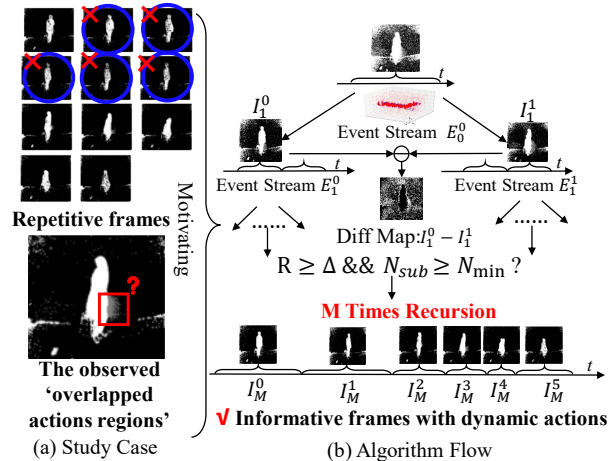 Repetitive frames
?
The observed
'overlapped
actions regions'
(a) Study Case
Motivating
t
I₁⁰
I₁¹
Event Stream E₀⁰
t
t
Event Stream E₁⁰
Event Stream E₁¹
......
......
Diff Map:I₁⁰ − I₁¹
R ≥ Δ && N_sub ≥ N_min ?
M Times Recursion
t
I_M⁰ I_M¹ I_M² I_M³ I_M⁴ I_M⁵
√ Informative frames with dynamic actions
(b) Algorithm Flow